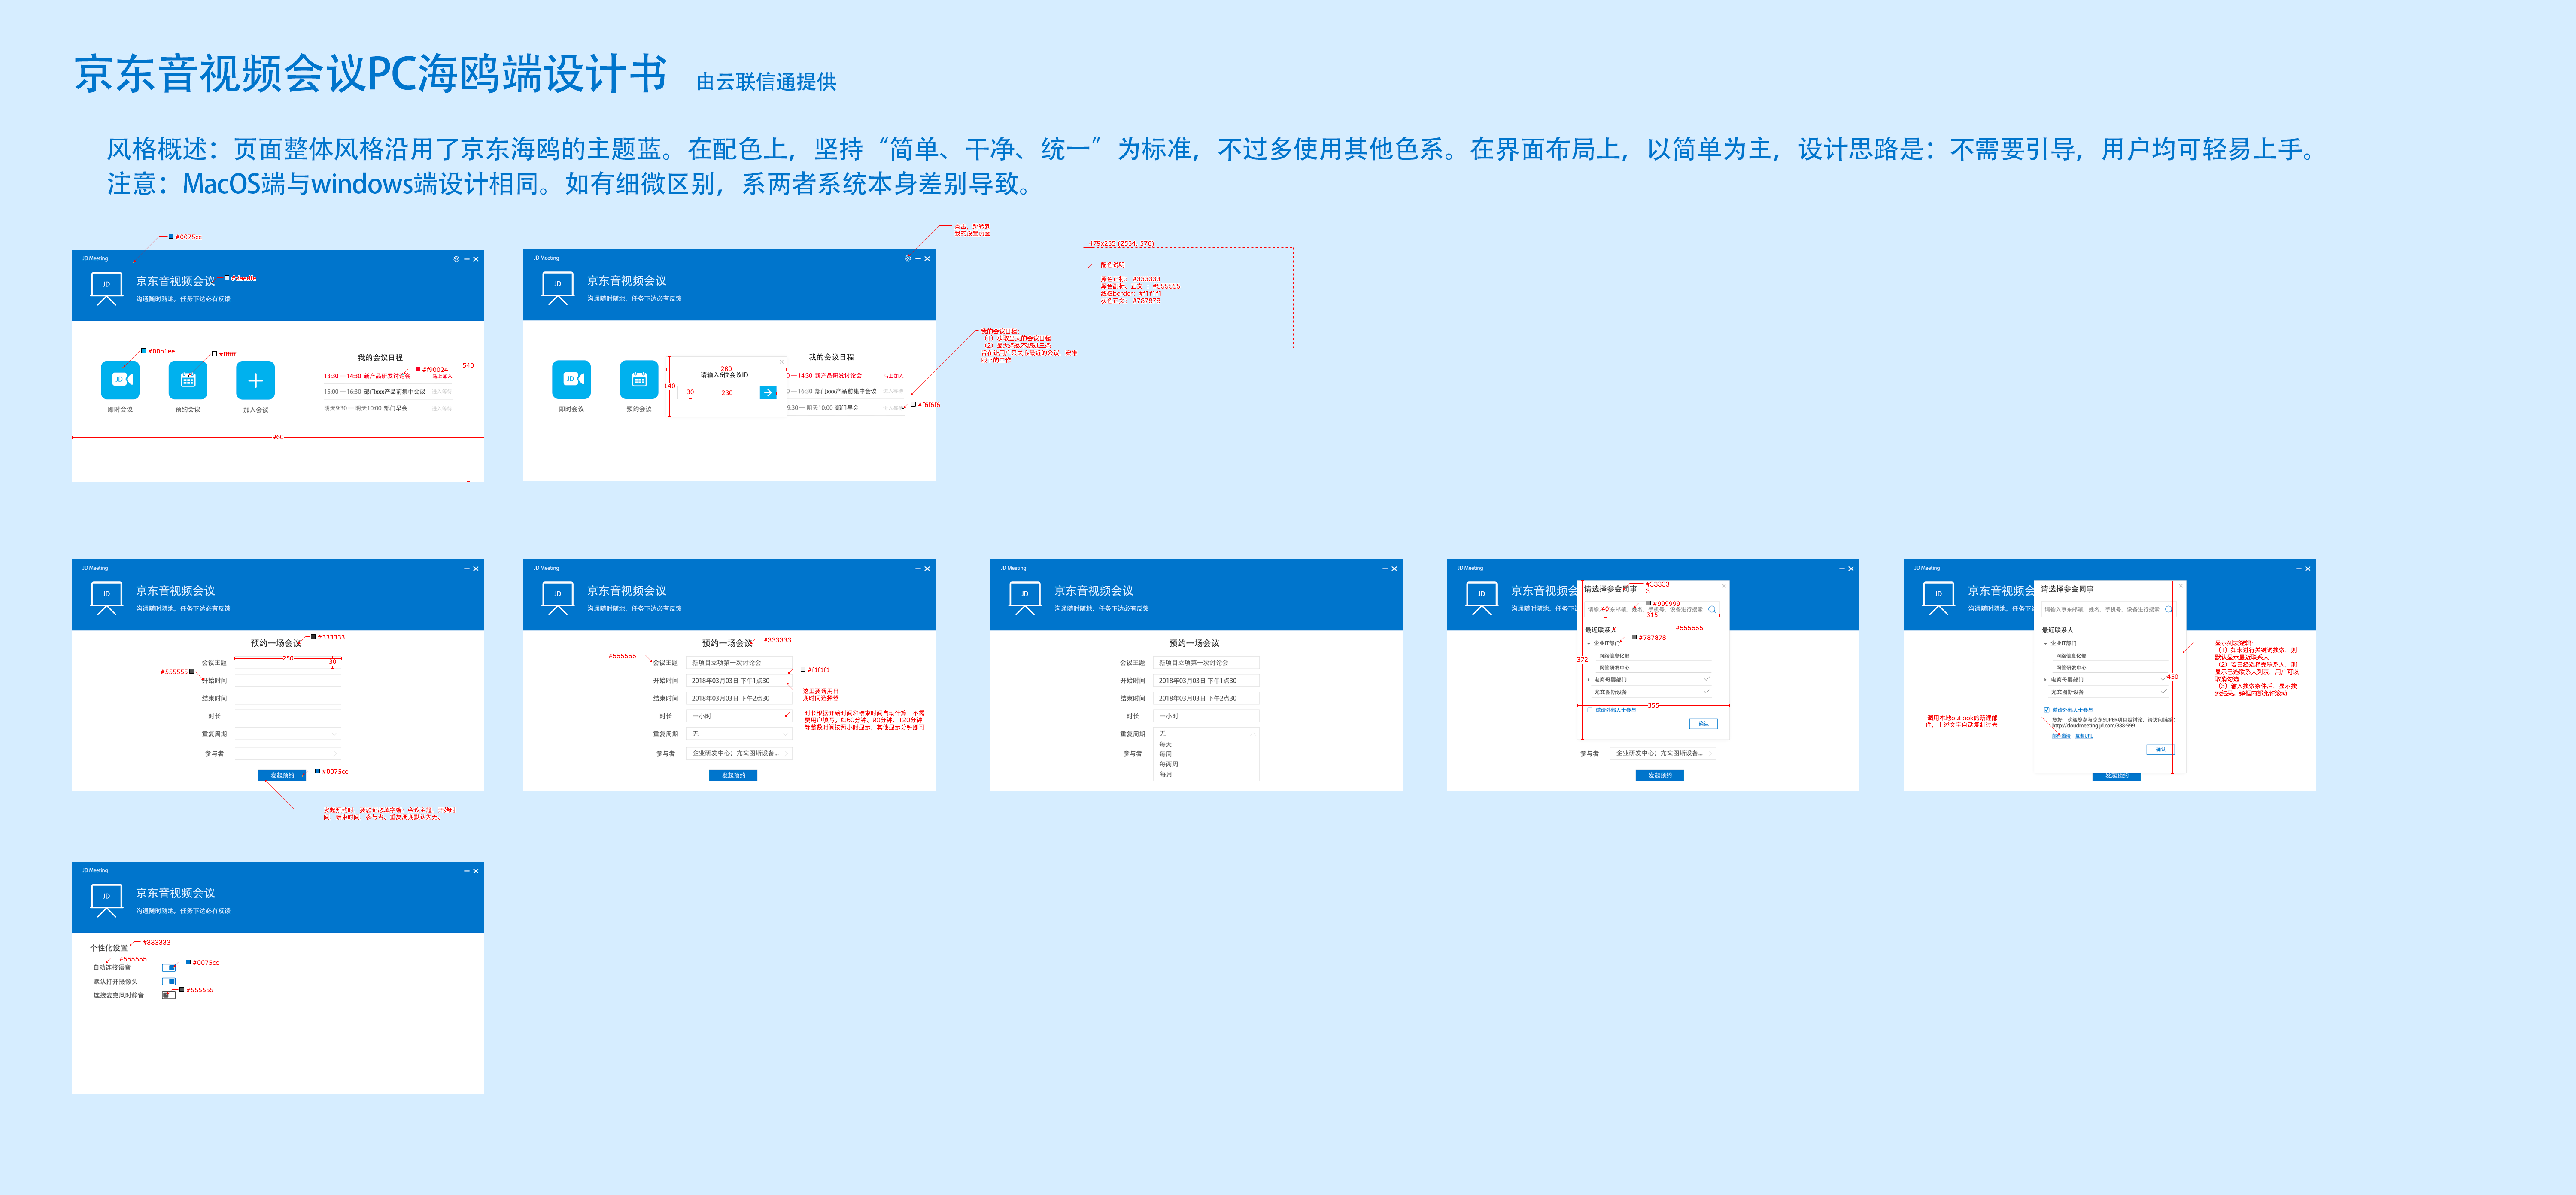 京东音视频会议PC海鸥端设计书 由云联信通提供
风格概述：页面整体风格沿用了京东海鸥的主题蓝。在配色上，坚持“简单、干净、统一”为标准，不过多使用其他色系。在界面布局上，以简单为主，设计思路是：不需要引导，用户均可轻易上手。
注意：MacOS端与windows端设计相同。如有细微区别，系两者系统本身差别导致。
#0075cc
JD Meeting
JD
京东音视频会议
沟通随时随地，任务下达必有反馈
#00b1ee
#ffffff
即时会议
预约会议
加入会议
我的会议日程
#f90024
13:30 — 14:30 新产品研发讨论会 马上加入
15:00 — 16:30 部门xxx产品前集中会议 进入等待
明天9:30 — 明天10:00 部门早会 进入等待
540
960
点击，跳转到
我的设置页面
JD Meeting
JD
京东音视频会议
沟通随时随地，任务下达必有反馈
即时会议
预约会议
280
请输入6位会议ID
140
30
230
我的会议日程
0 — 14:30 新产品研发讨论会 马上加入
0 — 16:30 部门xxx产品前集中会议 进入等待
9:30 — 明天10:00 部门早会
#f6f6f6
我的会议日程：
（1）获取当天的会议日程
（2）最大条数不超过三条
旨在让用户只关心最近的会议，安排
接下的工作
479x235 (2534, 576)
配色说明
黑色正标： #333333
黑色副标、正文： #555555
线框border：#f1f1f1
灰色正文： #787878
JD Meeting
JD
京东音视频会议
沟通随时随地，任务下达必有反馈
预约一场会议
#333333
会议主题
250
30
#555555
开始时间
结束时间
时长
重复周期
参与者
发起预约
#0075cc
发起预约时，要验证必填字端：会议主题，开始时
间，结束时间，参与者。重复周期默认为无。
JD Meeting
JD
京东音视频会议
沟通随时随地，任务下达必有反馈
预约一场会议
#333333
#555555
会议主题 新项目立项第一次讨论会
#f1f1f1
开始时间 2018年03月03日 下午1点30
这里要调用日
期时间选择器
结束时间 2018年03月03日 下午2点30
时长 一小时
时长根据开始时间和结束时间自动计算，不需
要用户填写。如60分钟、90分钟，120分钟
等整数时间按照小时显示，其他显示分钟即可
重复周期 无
参与者 企业研发中心；尤文图斯设备...
发起预约
JD Meeting
JD
京东音视频会议
沟通随时随地，任务下达必有反馈
预约一场会议
会议主题 新项目立项第一次讨论会
开始时间 2018年03月03日 下午1点30
结束时间 2018年03月03日 下午2点30
时长 一小时
重复周期 无
每天
每周
参与者
每两周
每月
JD Meeting
JD
京东音视频会
沟通随时随地，任务下
请选择参会同事
#33333
3
#999999
40
315
最近联系人
#555555
企业IT部门
#787878
网络信息化部
372
网管研发中心
电商母婴部门
尤文图斯设备
355
邀请外部人士参与
确认
参与者 企业研发中心；尤文图斯设备...
发起预约
JD Meeting
JD
京东音视频会
沟通随时随地，任务下
请选择参会同事
请输入京东邮箱，姓名，手机号，设备进行搜索
最近联系人
企业IT部门
网络信息化部
网管研发中心
电商母婴部门
450
尤文图斯设备
邀请外部人士参与
您好，欢迎您参与京东SUPER项目组讨论，请访问链接：
http://cloudmeeting.jd.com/888-999
邮件邀请 复制URL
确认
发起预约
显示列表逻辑：
（1）如未进行关键词搜索，则
默认显示最近联系人
（2）若已经选择完联系人，则
显示已选联系人列表，用户可以
取消勾选
（3）输入搜索条件后，显示搜
索结果。弹框内部允许滚动
调用本地outlook的新建邮
件，上述文字自动复制过去
JD Meeting
JD
京东音视频会议
沟通随时随地，任务下达必有反馈
个性化设置
#333333
#555555
自动连接语音
#0075cc
默认打开摄像头
连接麦克风时静音
#555555